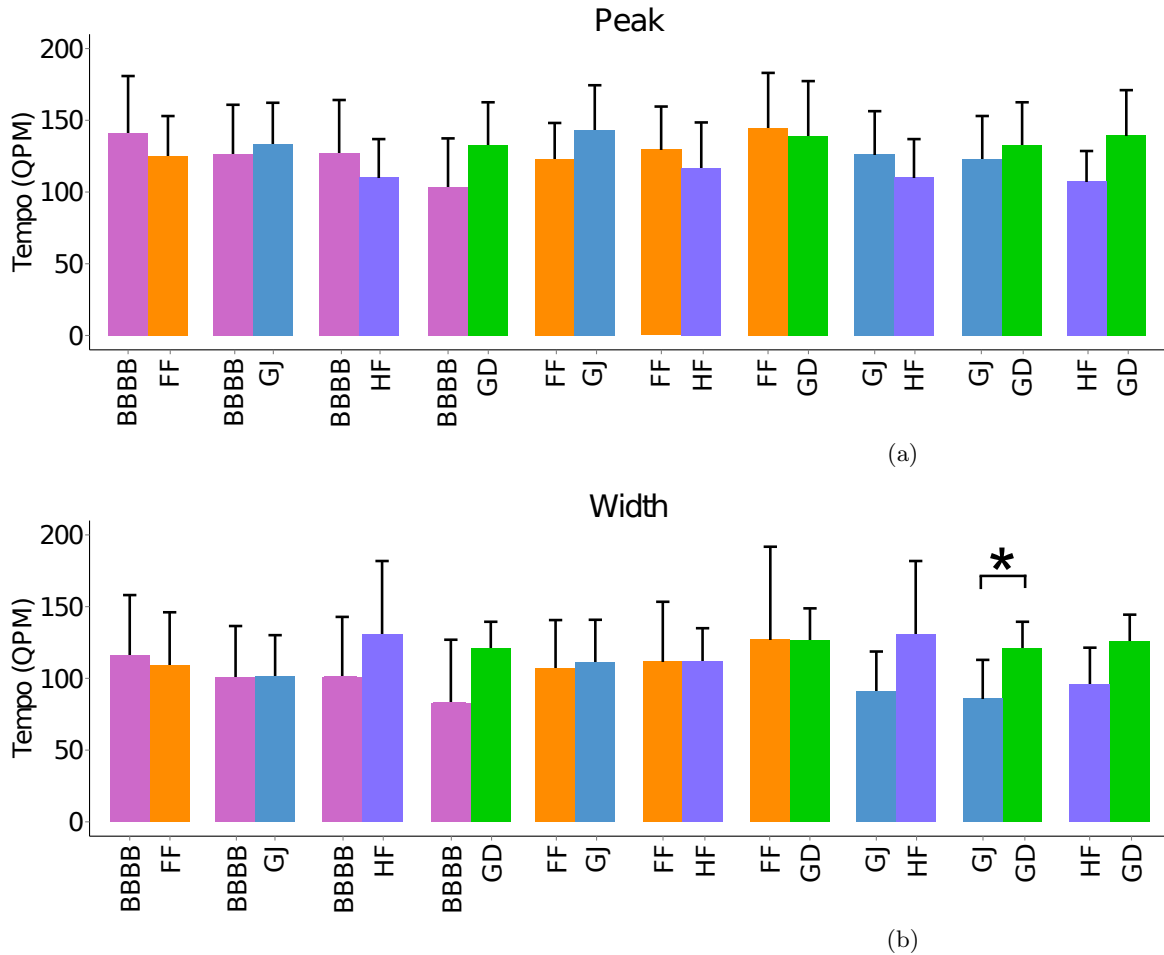 Peak
Tempo (QPM)
200
150
100
50
0
BBBB FF BBBB GJ BBBB HF BBBB GD FF GJ FF HF FF GD GJ HF GJ GD HF GD
(a)
Width
Tempo (QPM)
200
150
100
50
0
*
BBBB FF BBBB GJ BBBB HF BBBB GD FF GJ FF HF FF GD GJ HF GJ GD HF GD
(b)